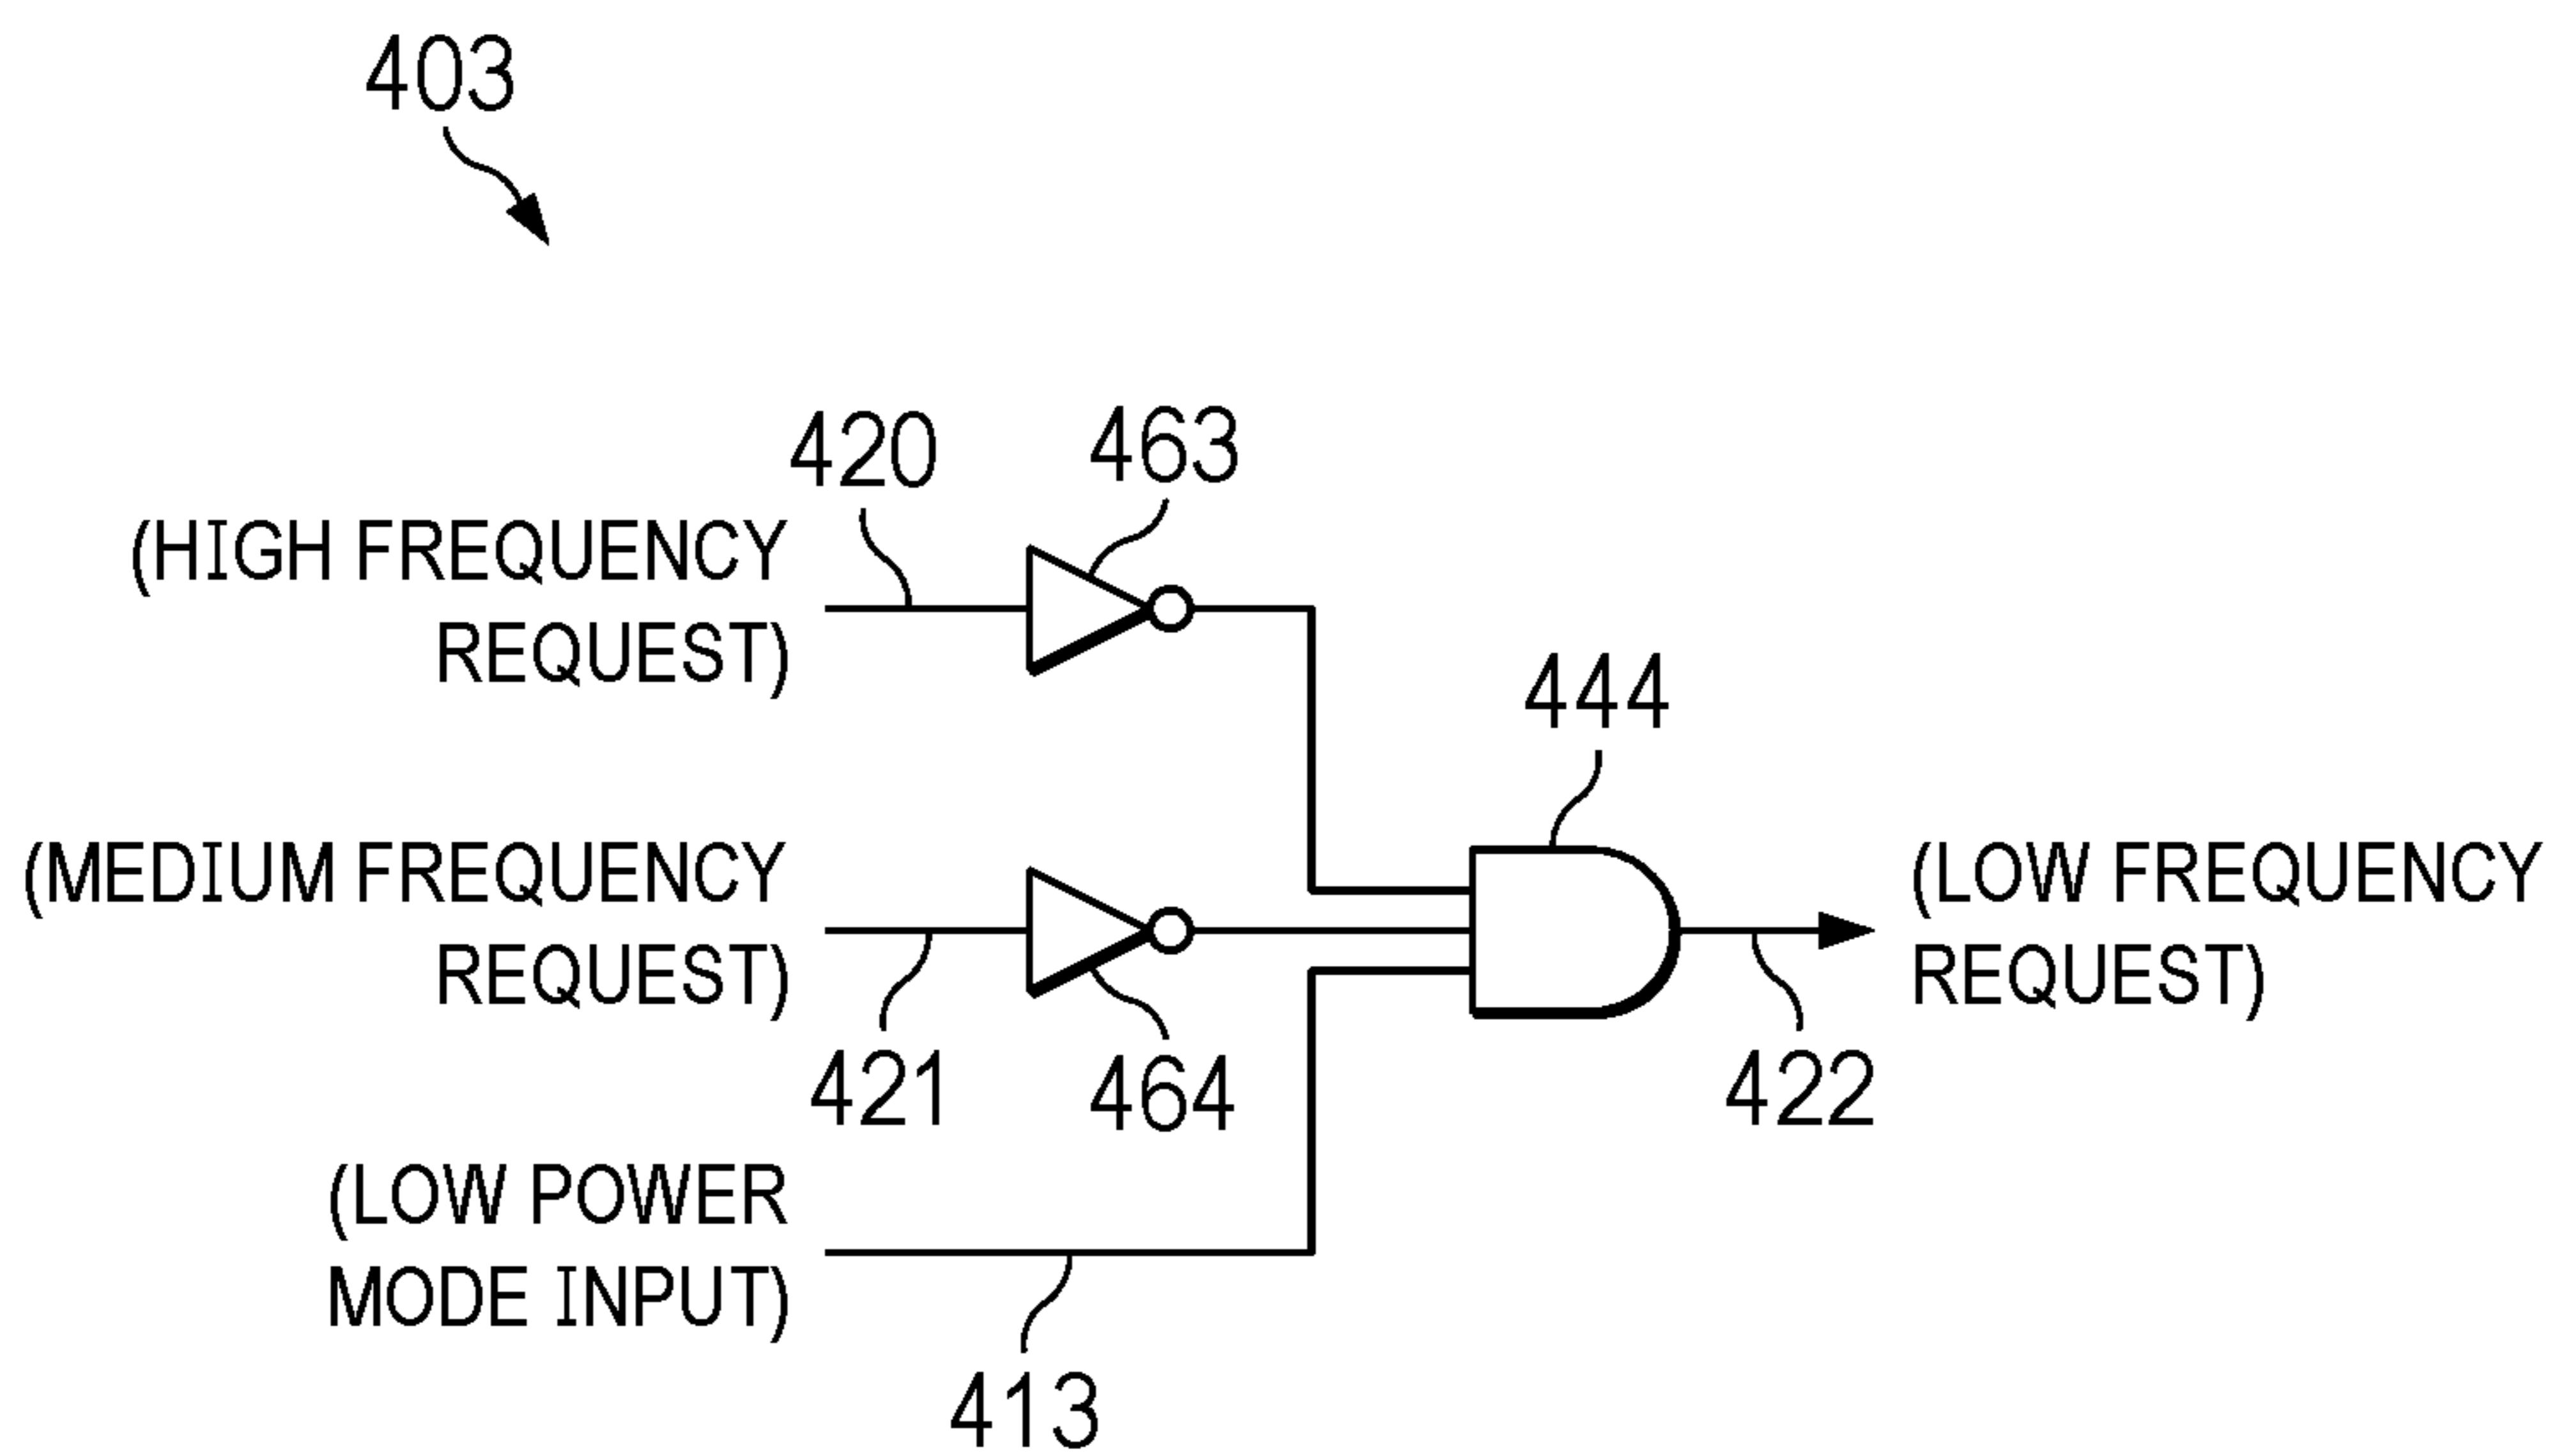 403
420
463
(HIGH FREQUENCY
REQUEST)
444
(MEDIUM FREQUENCY
REQUEST)
(LOW FREQUENCY
REQUEST)
421
464
422
(LOW POWER
MODE INPUT)
413